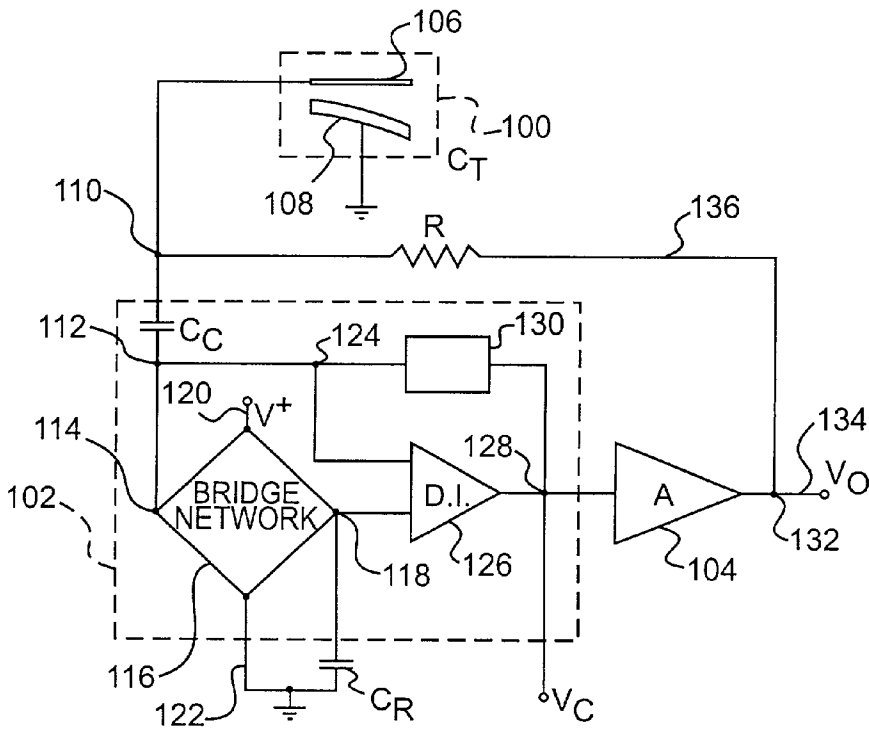 106
100
C_T
108
110
R
136
112
C_C
124
130
120
V+
114
128
134
V_O
BRIDGE
NETWORK
D.I.
A
102
118
126
104
132
116
122
C_R
V_C